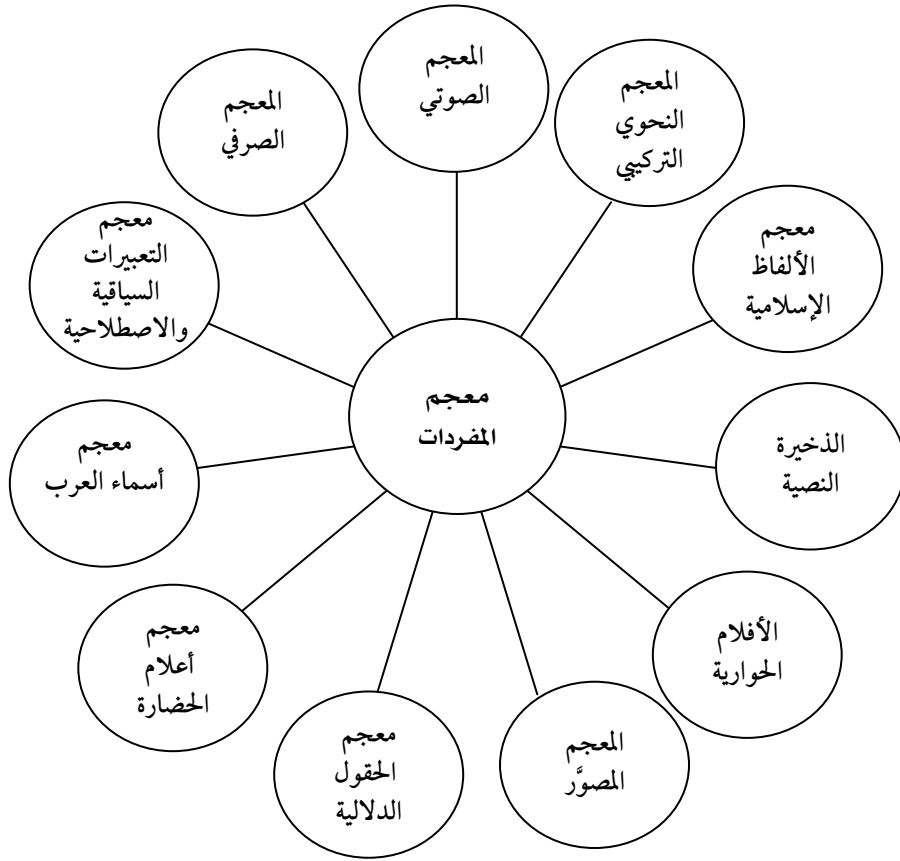 المعجم
الصوتي
المعجم
النحوي
التركيبي
معجم
الألفاظ
الإسلامية
الذخيرة
النصية
الأفلام
الحوارية
المعجم
المصوَّر
معجم
الحقول
الدلالية
معجم
أعلام
الحضارة
معجم
أسماء العرب
معجم
التعبيرات
السياقية
والاصطلاحية
المعجم
الصرفي
معجم
المفردات